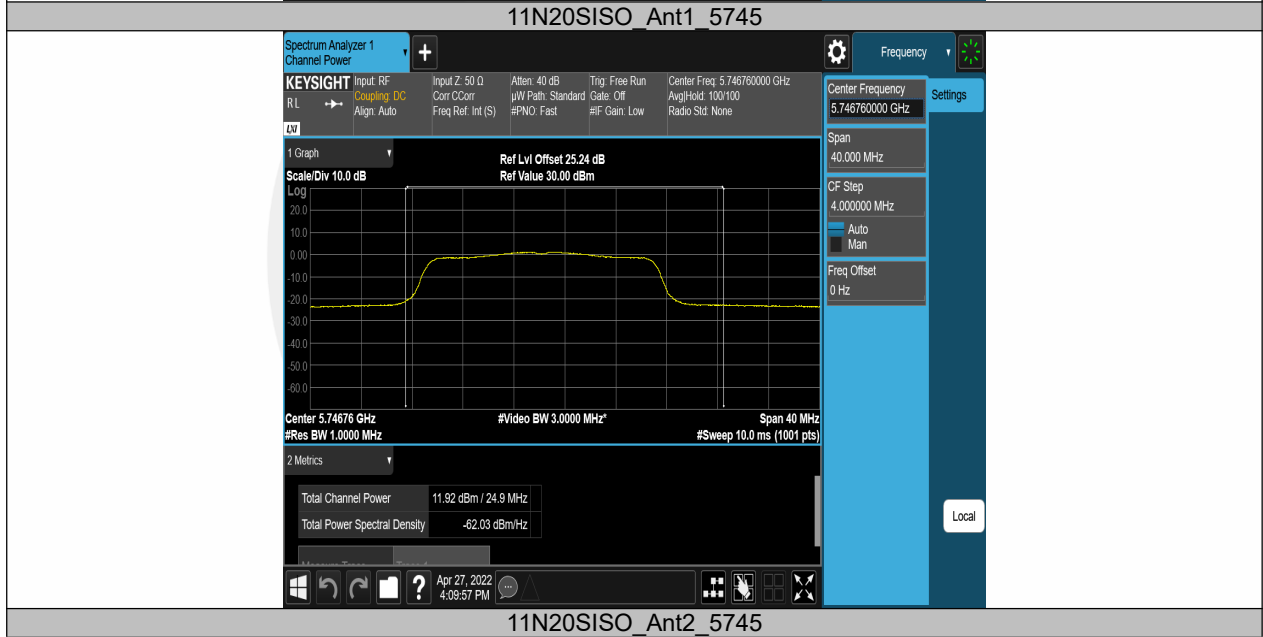 11N20SISO_Ant1_5745
Spectrum Analyzer 1
Channel Power
Frequency
KEYSIGHT
RL
LXI
Input: RF
Coupling: DC
Align: Auto
Input Z: 50 Ω
Corr CCorr
Freq Ref: Int (S)
Atten: 40 dB
µW Path: Standard
#PNO: Fast
Trig: Free Run
Gate: Off
#IF Gain: Low
Center Freq: 5.746760000 GHz
Avg|Hold: 100/100
Radio Std: None
Center Frequency
5.746760000 GHz
Settings
Span
40.000 MHz
CF Step
4.000000 MHz
Auto
Man
Freq Offset
0 Hz
Local
1 Graph
Scale/Div 10.0 dB
Ref Lvl Offset 25.24 dB
Ref Value 30.00 dBm
Log
20.0
10.0
0.00
-10.0
-20.0
-30.0
-40.0
-50.0
-60.0
Center 5.74676 GHz
#Video BW 3.0000 MHz*
Span 40 MHz
#Res BW 1.0000 MHz
#Sweep 10.0 ms (1001 pts)
2 Metrics
Total Channel Power 11.92 dBm / 24.9 MHz
Total Power Spectral Density -62.03 dBm/Hz
?
Apr 27, 2022
4:09:57 PM
11N20SISO_Ant2_5745